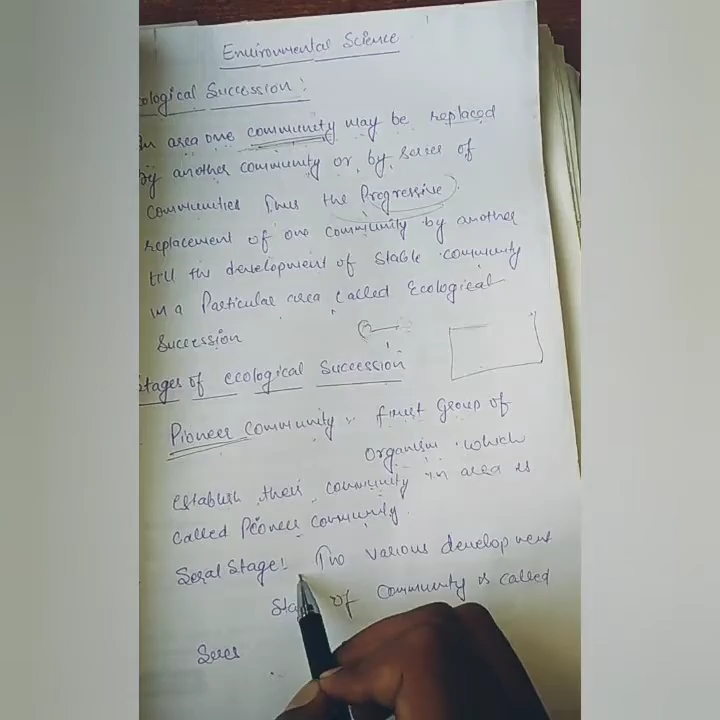 Environmental Science
ological Succession :
In area one community may be replaced
by another community or by series of
communities Thus the Progressive
replacement of one community by another
till the development of stable community
in a Particular area called Ecological
Succession
Stages of ecological Succession
Pioneer community : first Group of
Organism which
establish their community in area is
called Pioneer community.
Seral Stage : The various development
Sta of community is called
Seres